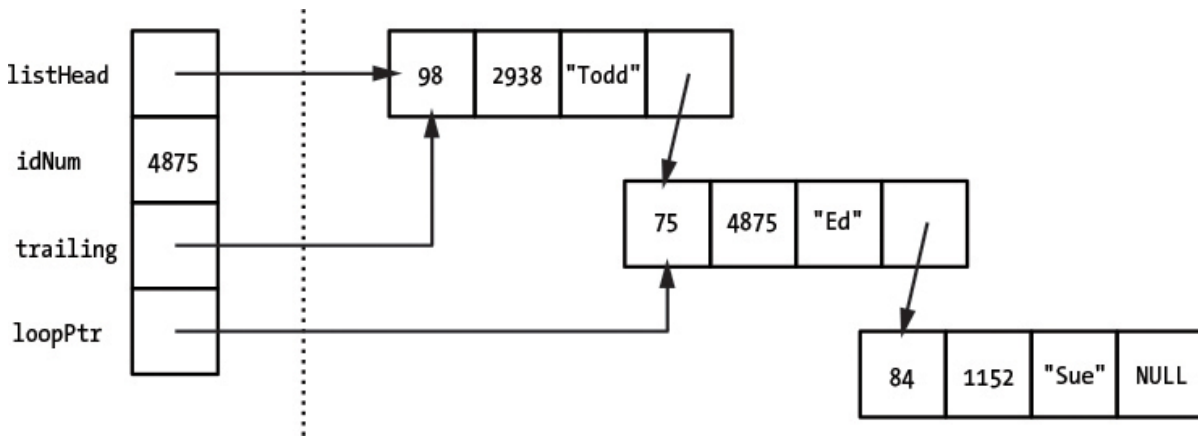 listHead 98 2938 "Todd"
idNum 4875
trailing 75 4875 "Ed"
loopPtr
84 1152 "Sue" NULL